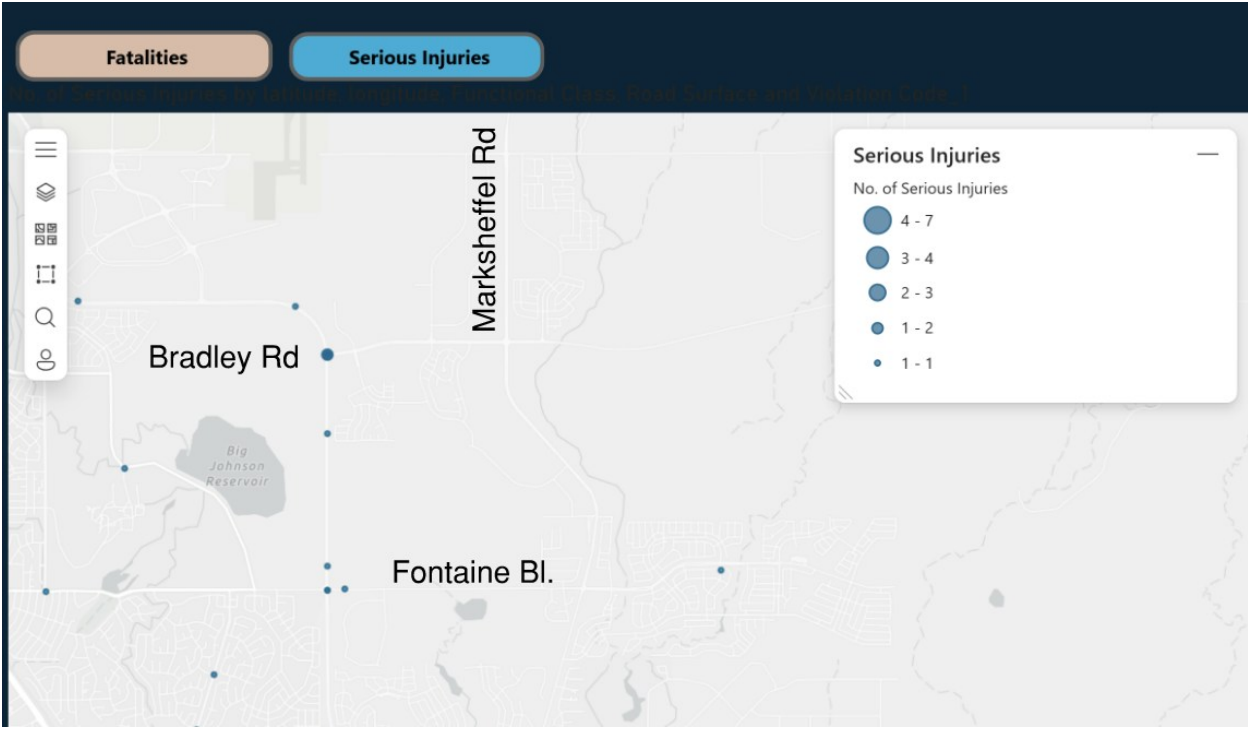 Fatalities
Serious Injuries
No. of Serious Injuries by latitude, longitude, Functional Class, Road Surface and Violation Code_1
Marksheffel Rd
Serious Injuries
No. of Serious Injuries
4 - 7
3 - 4
2 - 3
1 - 2
1 - 1
Bradley Rd
Big
Johnson
Reservoir
Fontaine Bl.